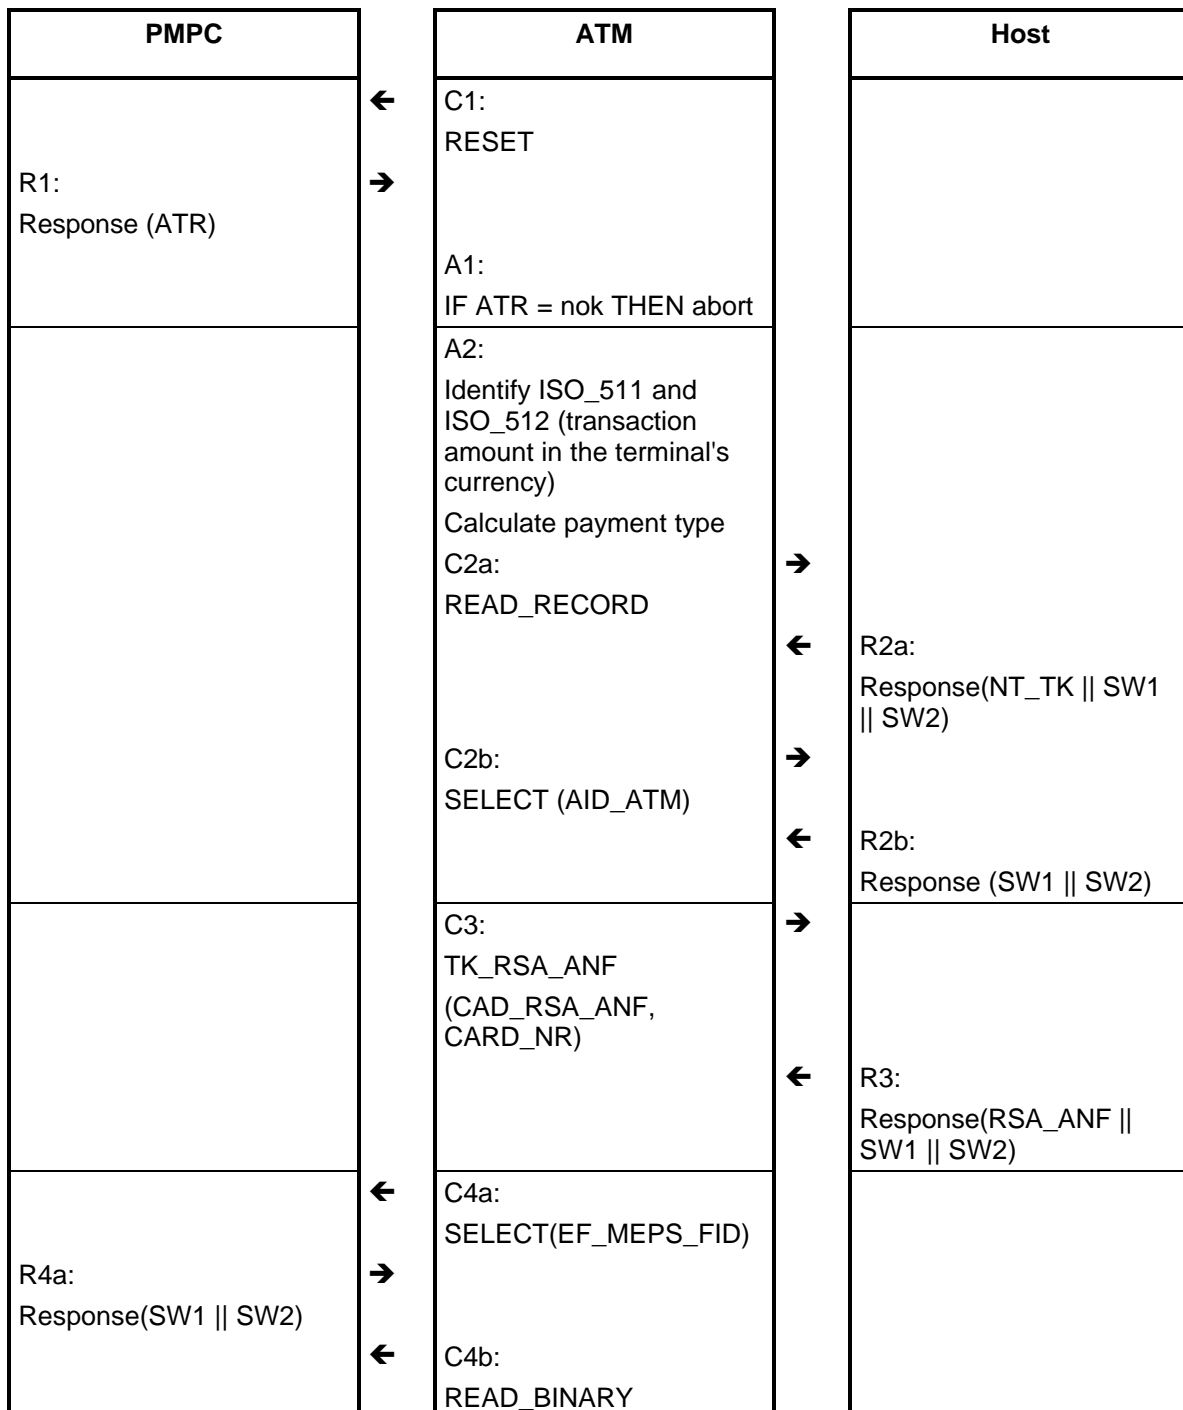 PMPC ATM Host
← C1:
RESET
R1: →
Response (ATR)
A1:
IF ATR = nok THEN abort
A2:
Identify ISO_511 and
ISO_512 (transaction
amount in the terminal's
currency)
Calculate payment type
C2a: →
READ_RECORD
← R2a:
Response(NT_TK || SW1
|| SW2)
C2b: →
SELECT (AID_ATM)
← R2b:
Response (SW1 || SW2)
C3: →
TK_RSA_ANF
(CAD_RSA_ANF,
CARD_NR)
← R3:
Response(RSA_ANF ||
SW1 || SW2)
← C4a:
SELECT(EF_MEPS_FID)
R4a: →
Response(SW1 || SW2)
← C4b:
READ_BINARY